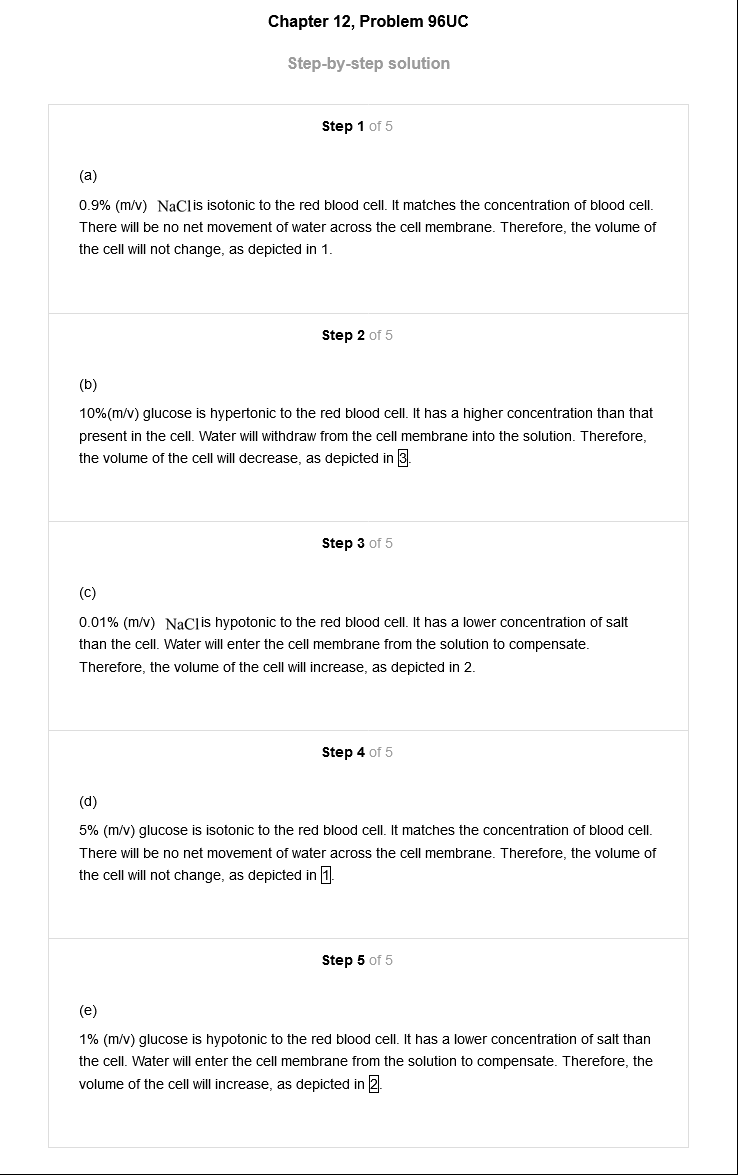 Chapter 12, Problem 96UC
Step-by-step solution
Step 1 of 5
(a)
0.9% (m/v) NaCl is isotonic to the red blood cell. It matches the concentration of blood cell.
There will be no net movement of water across the cell membrane. Therefore, the volume of
the cell will not change, as depicted in 1.
Step 2 of 5
(b)
10%(m/v) glucose is hypertonic to the red blood cell. It has a higher concentration than that
present in the cell. Water will withdraw from the cell membrane into the solution. Therefore,
the volume of the cell will decrease, as depicted in 3.
Step 3 of 5
(c)
0.01% (m/v) NaCl is hypotonic to the red blood cell. It has a lower concentration of salt
than the cell. Water will enter the cell membrane from the solution to compensate.
Therefore, the volume of the cell will increase, as depicted in 2.
Step 4 of 5
(d)
5% (m/v) glucose is isotonic to the red blood cell. It matches the concentration of blood cell.
There will be no net movement of water across the cell membrane. Therefore, the volume of
the cell will not change, as depicted in 1.
Step 5 of 5
(e)
1% (m/v) glucose is hypotonic to the red blood cell. It has a lower concentration of salt than
the cell. Water will enter the cell membrane from the solution to compensate. Therefore, the
volume of the cell will increase, as depicted in 2.